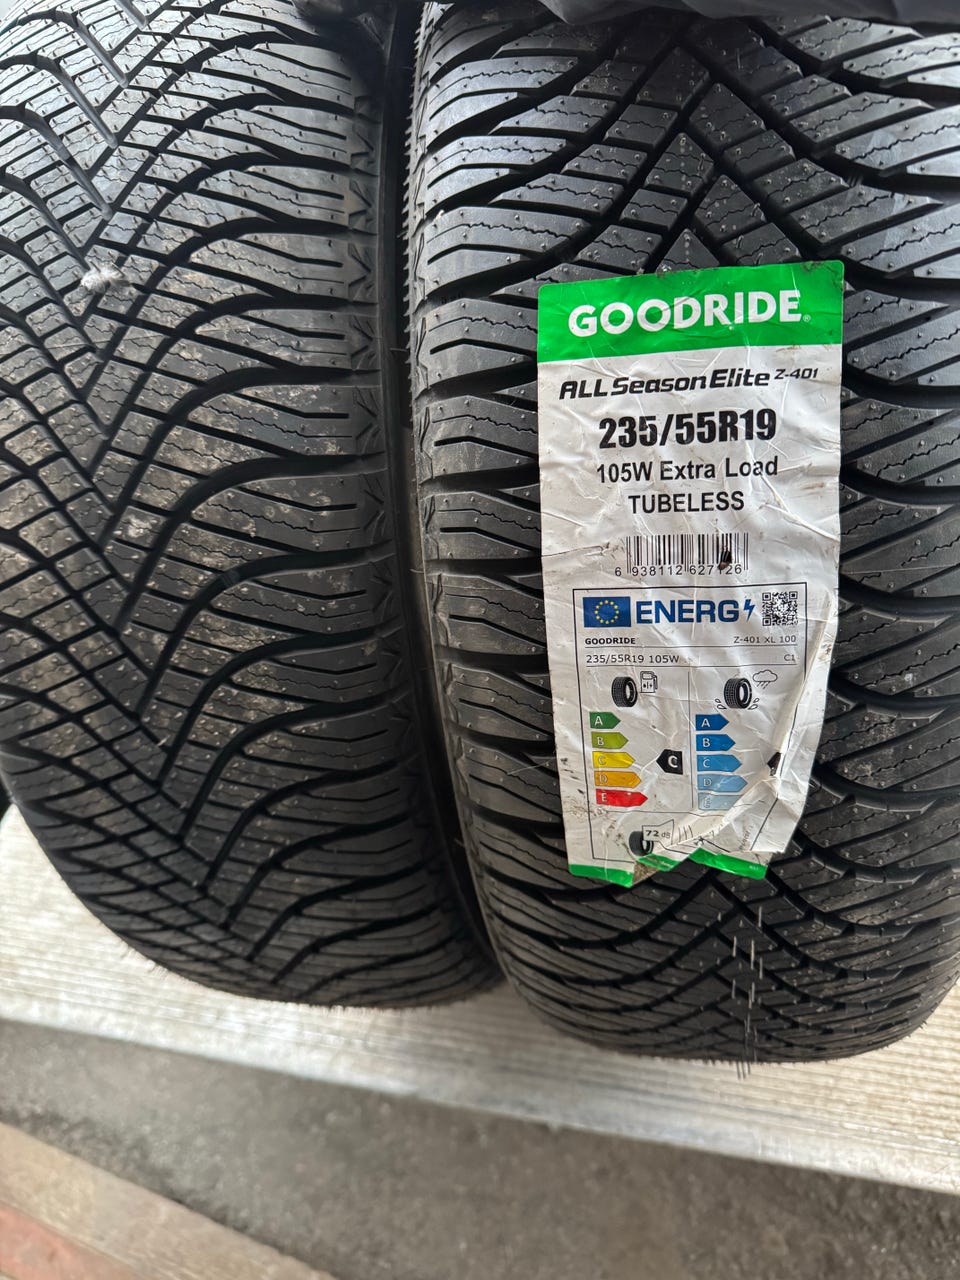 GOODRIDE®
ALL Season Elite Z-401
235/55R19
105W Extra Load
TUBELESS
6 938112 627126
ENERG
GOODRIDE Z-401 XL 100
235/55R19 105W C1
A A
B B
C C C
D D
E
72 dB